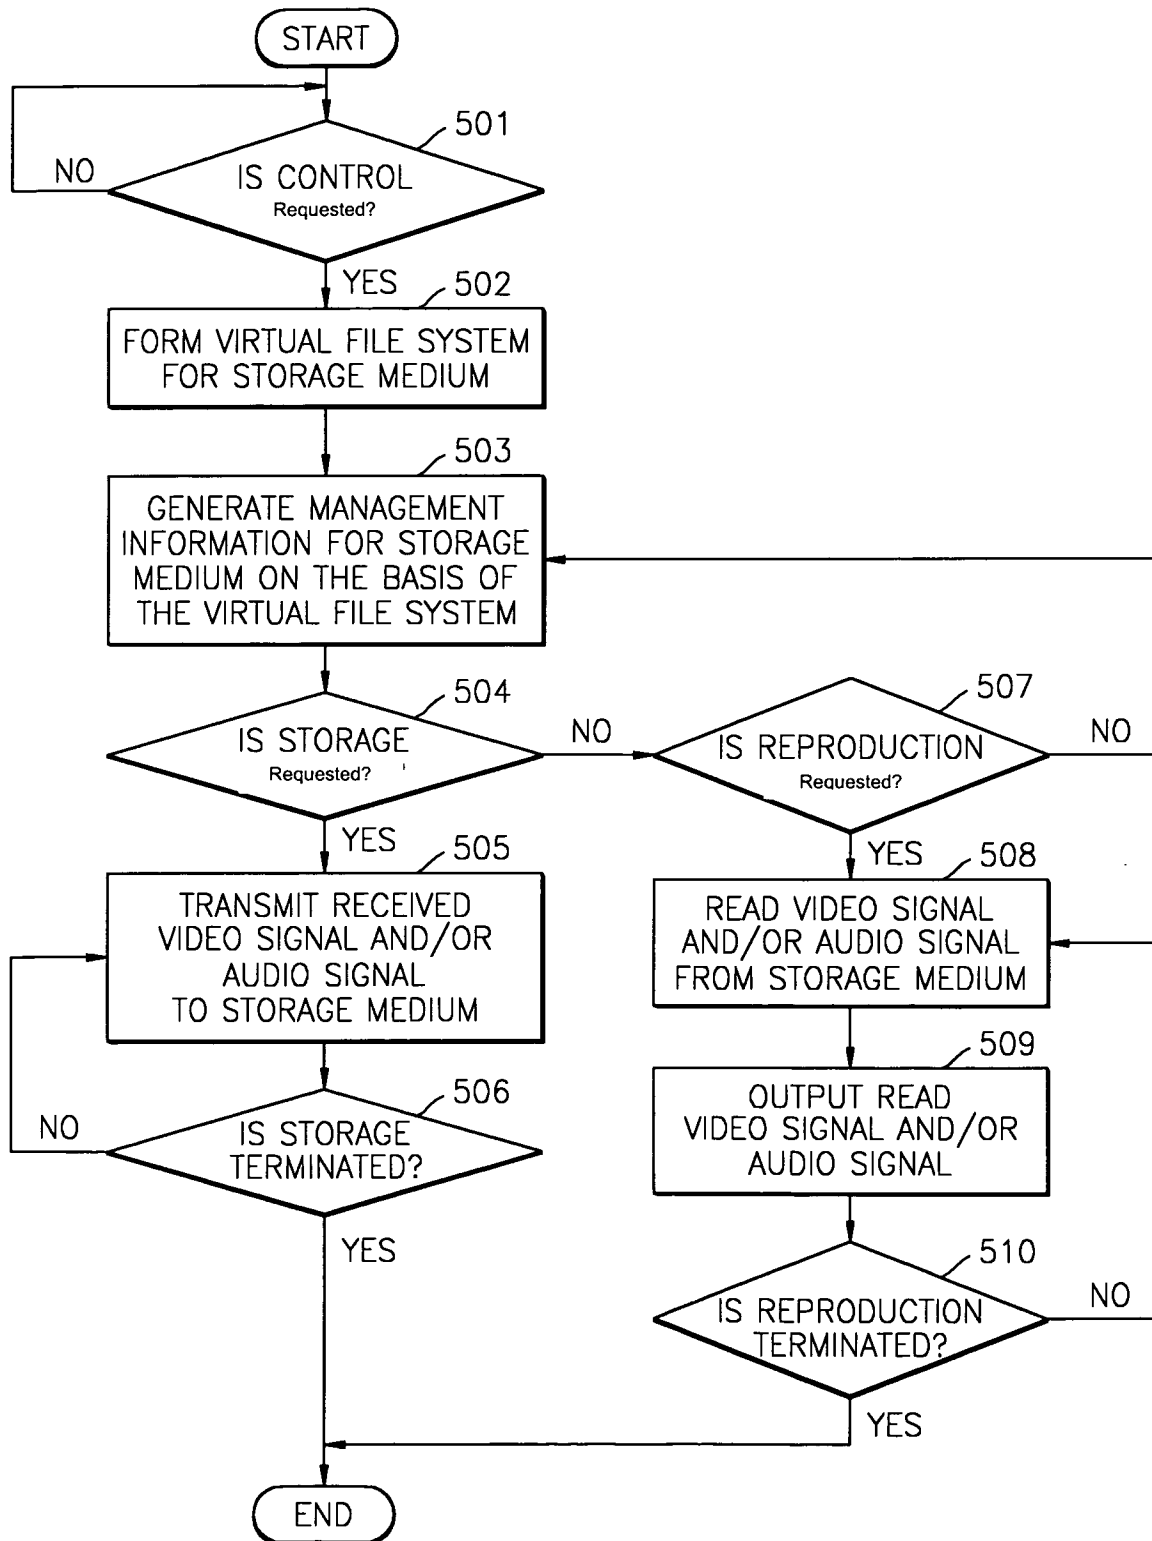 START
501
IS CONTROL
Requested?
NO
YES
502
FORM VIRTUAL FILE SYSTEM
FOR STORAGE MEDIUM
503
GENERATE MANAGEMENT
INFORMATION FOR STORAGE
MEDIUM ON THE BASIS OF
THE VIRTUAL FILE SYSTEM
504
IS STORAGE
Requested?
NO
YES
507
IS REPRODUCTION
Requested?
NO
YES
505
TRANSMIT RECEIVED
VIDEO SIGNAL AND/OR
AUDIO SIGNAL
TO STORAGE MEDIUM
508
READ VIDEO SIGNAL
AND/OR AUDIO SIGNAL
FROM STORAGE MEDIUM
506
IS STORAGE
TERMINATED?
NO
YES
509
OUTPUT READ
VIDEO SIGNAL AND/OR
AUDIO SIGNAL
510
IS REPRODUCTION
TERMINATED?
NO
YES
END